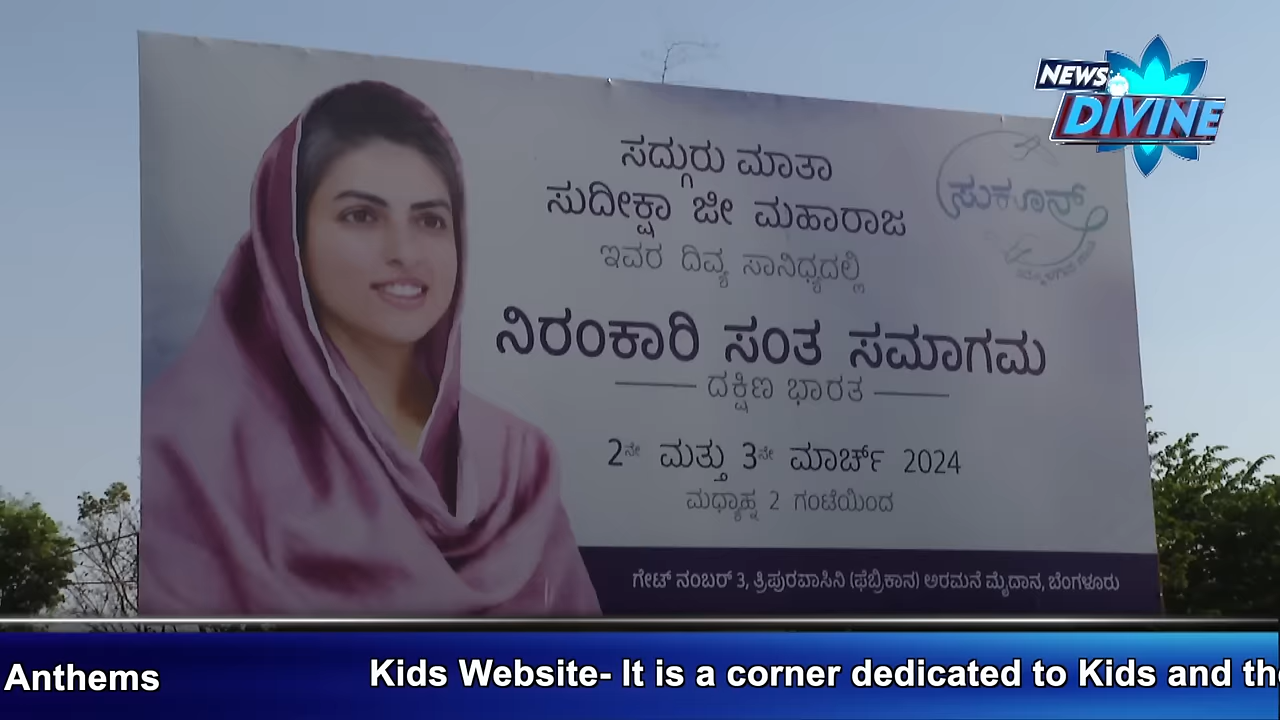 NEWS
DIVINE
ಸದ್ಗುರು ಮಾತಾ
ಸುದೀಕ್ಷಾ ಜೀ ಮಹಾರಾಜ
ಇವರ ದಿವ್ಯ ಸಾನಿಧ್ಯದಲ್ಲಿ
ಸುಕೂನ್
ನಿರಂಕಾರಿ ಸಂತ ಸಮಾಗಮ
ದಕ್ಷಿಣ ಭಾರತ
2ನೇ ಮತ್ತು 3ನೇ ಮಾರ್ಚ್ 2024
ಮಧ್ಯಾಹ್ನ 2 ಗಂಟೆಯಿಂದ
ಗೇಟ್ ನಂಬರ್ 3, ತ್ರಿಪುರವಾಸಿನಿ (ಫೆಬ್ರಿಕಾನ) ಅರಮನೆ ಮೈದಾನ, ಬೆಂಗಳೂರು
Anthems
Kids Website- It is a corner dedicated to Kids and